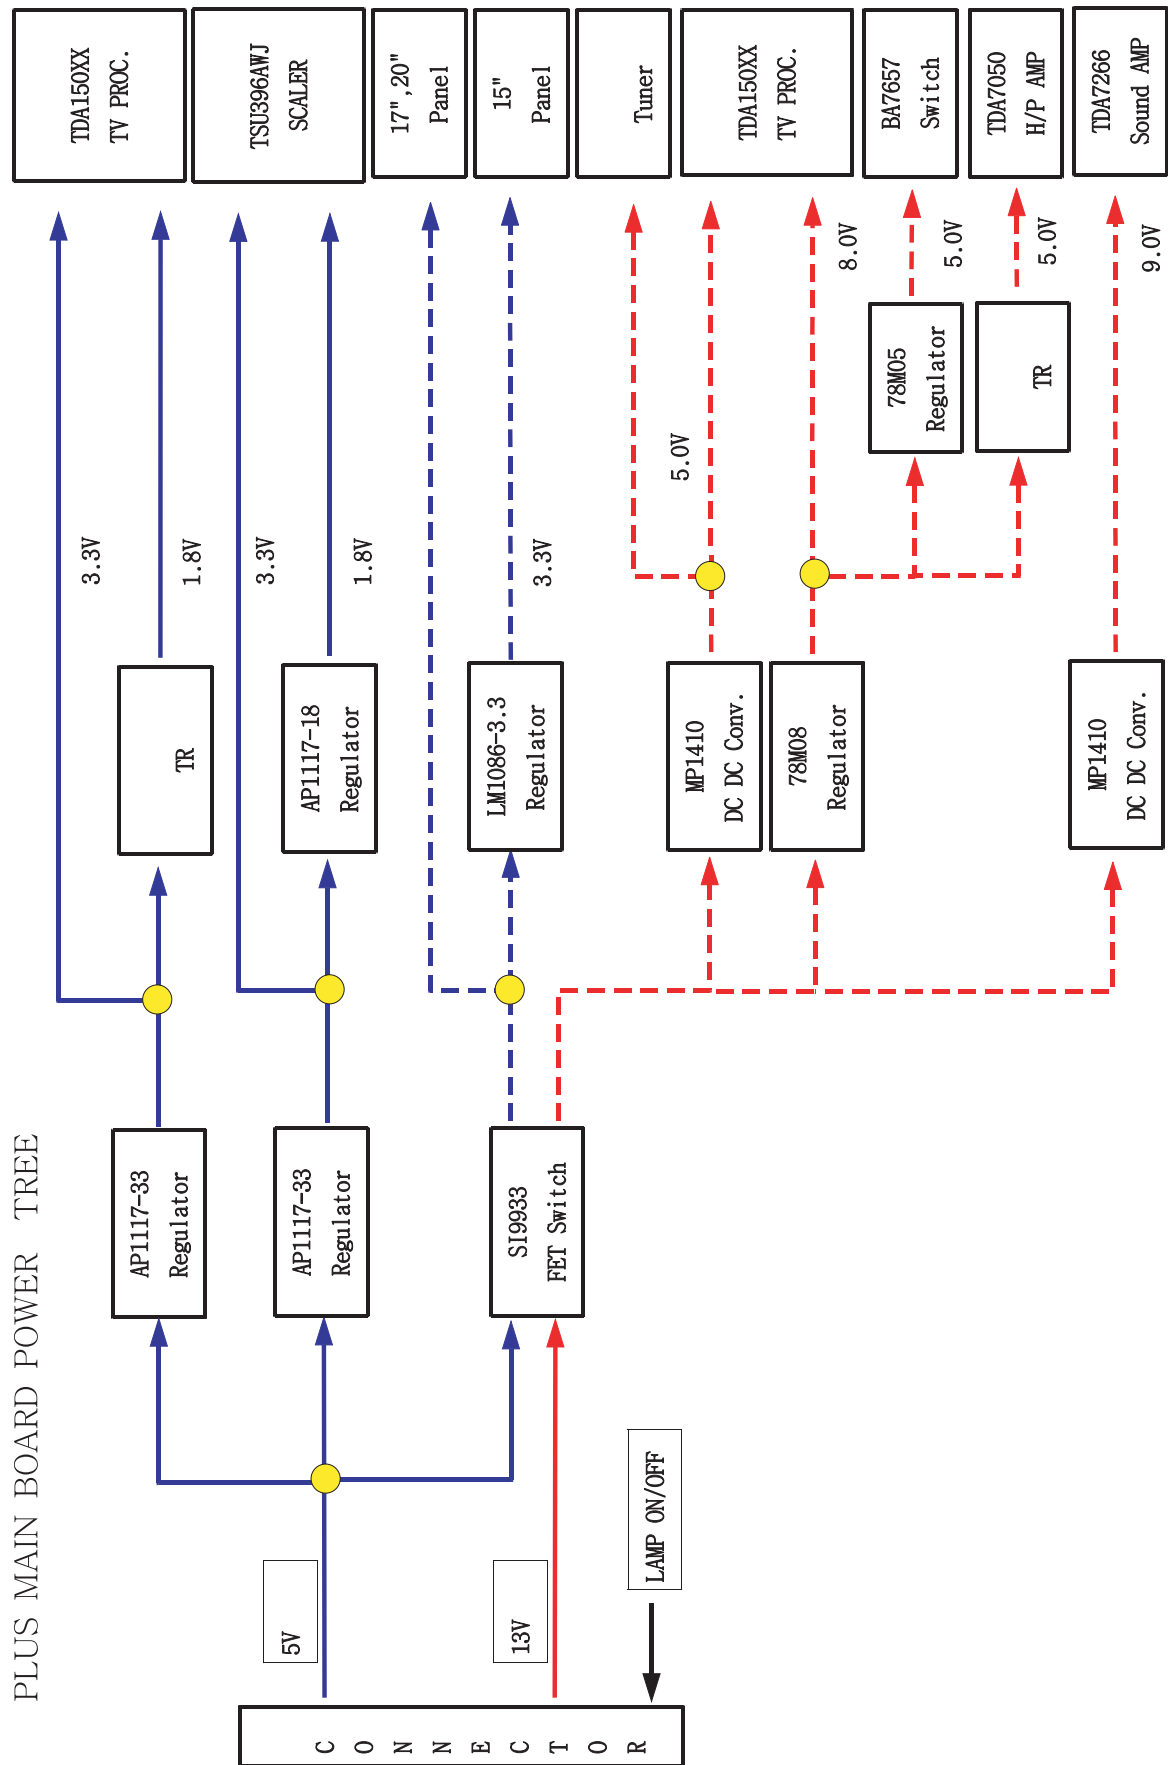 PLUS MAIN BOARD POWER TREE
CONNECTOR
5V
13V
LAMP ON/OFF
AP1117-33
Regulator
AP1117-33
Regulator
SI9933
FET Switch
TR
AP1117-18
Regulator
LM1086-3.3
Regulator
MP1410
DC DC Conv.
78M08
Regulator
MP1410
DC DC Conv.
3.3V
1.8V
3.3V
1.8V
3.3V
5.0V
78M05
Regulator
TR
8.0V
5.0V
5.0V
9.0V
TDA150XX
TV PROC.
TSU396AWJ
SCALER
17",20"
Panel
15"
Panel
Tuner
TDA150XX
TV PROC.
BA7657
Switch
TDA7050
H/P AMP
TDA7266
Sound AMP